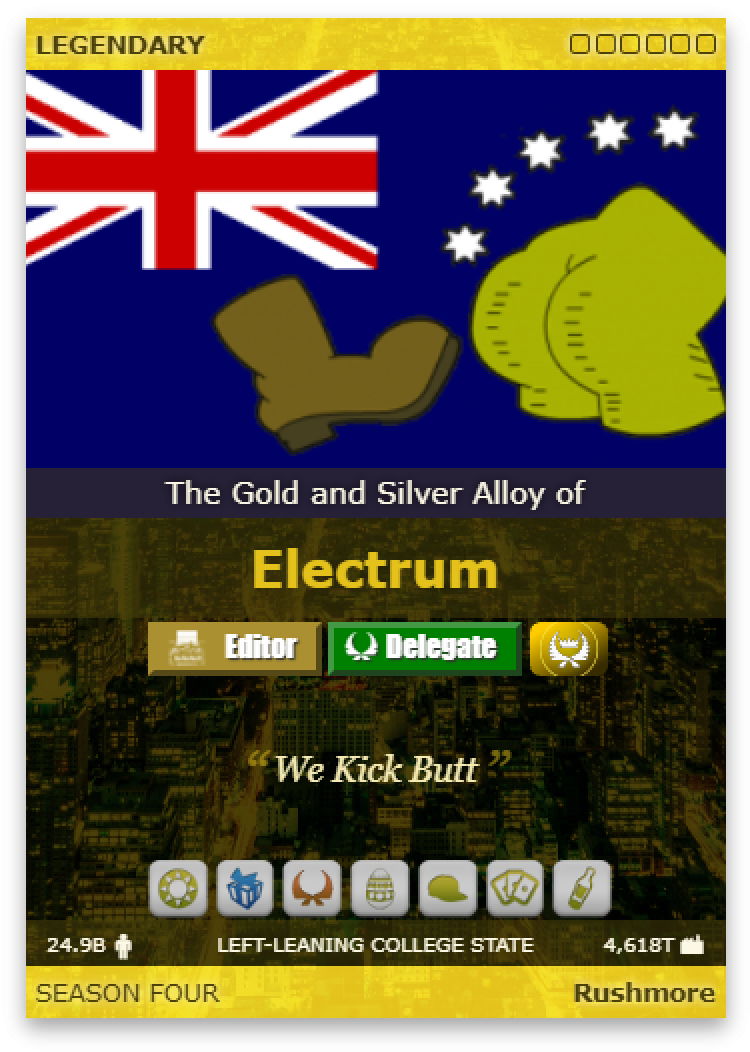 LEGENDARY
The Gold and Silver Alloy of
Electrum
Editor Delegate
“We Kick Butt”
24.9B LEFT-LEANING COLLEGE STATE 4,618T
SEASON FOUR Rushmore